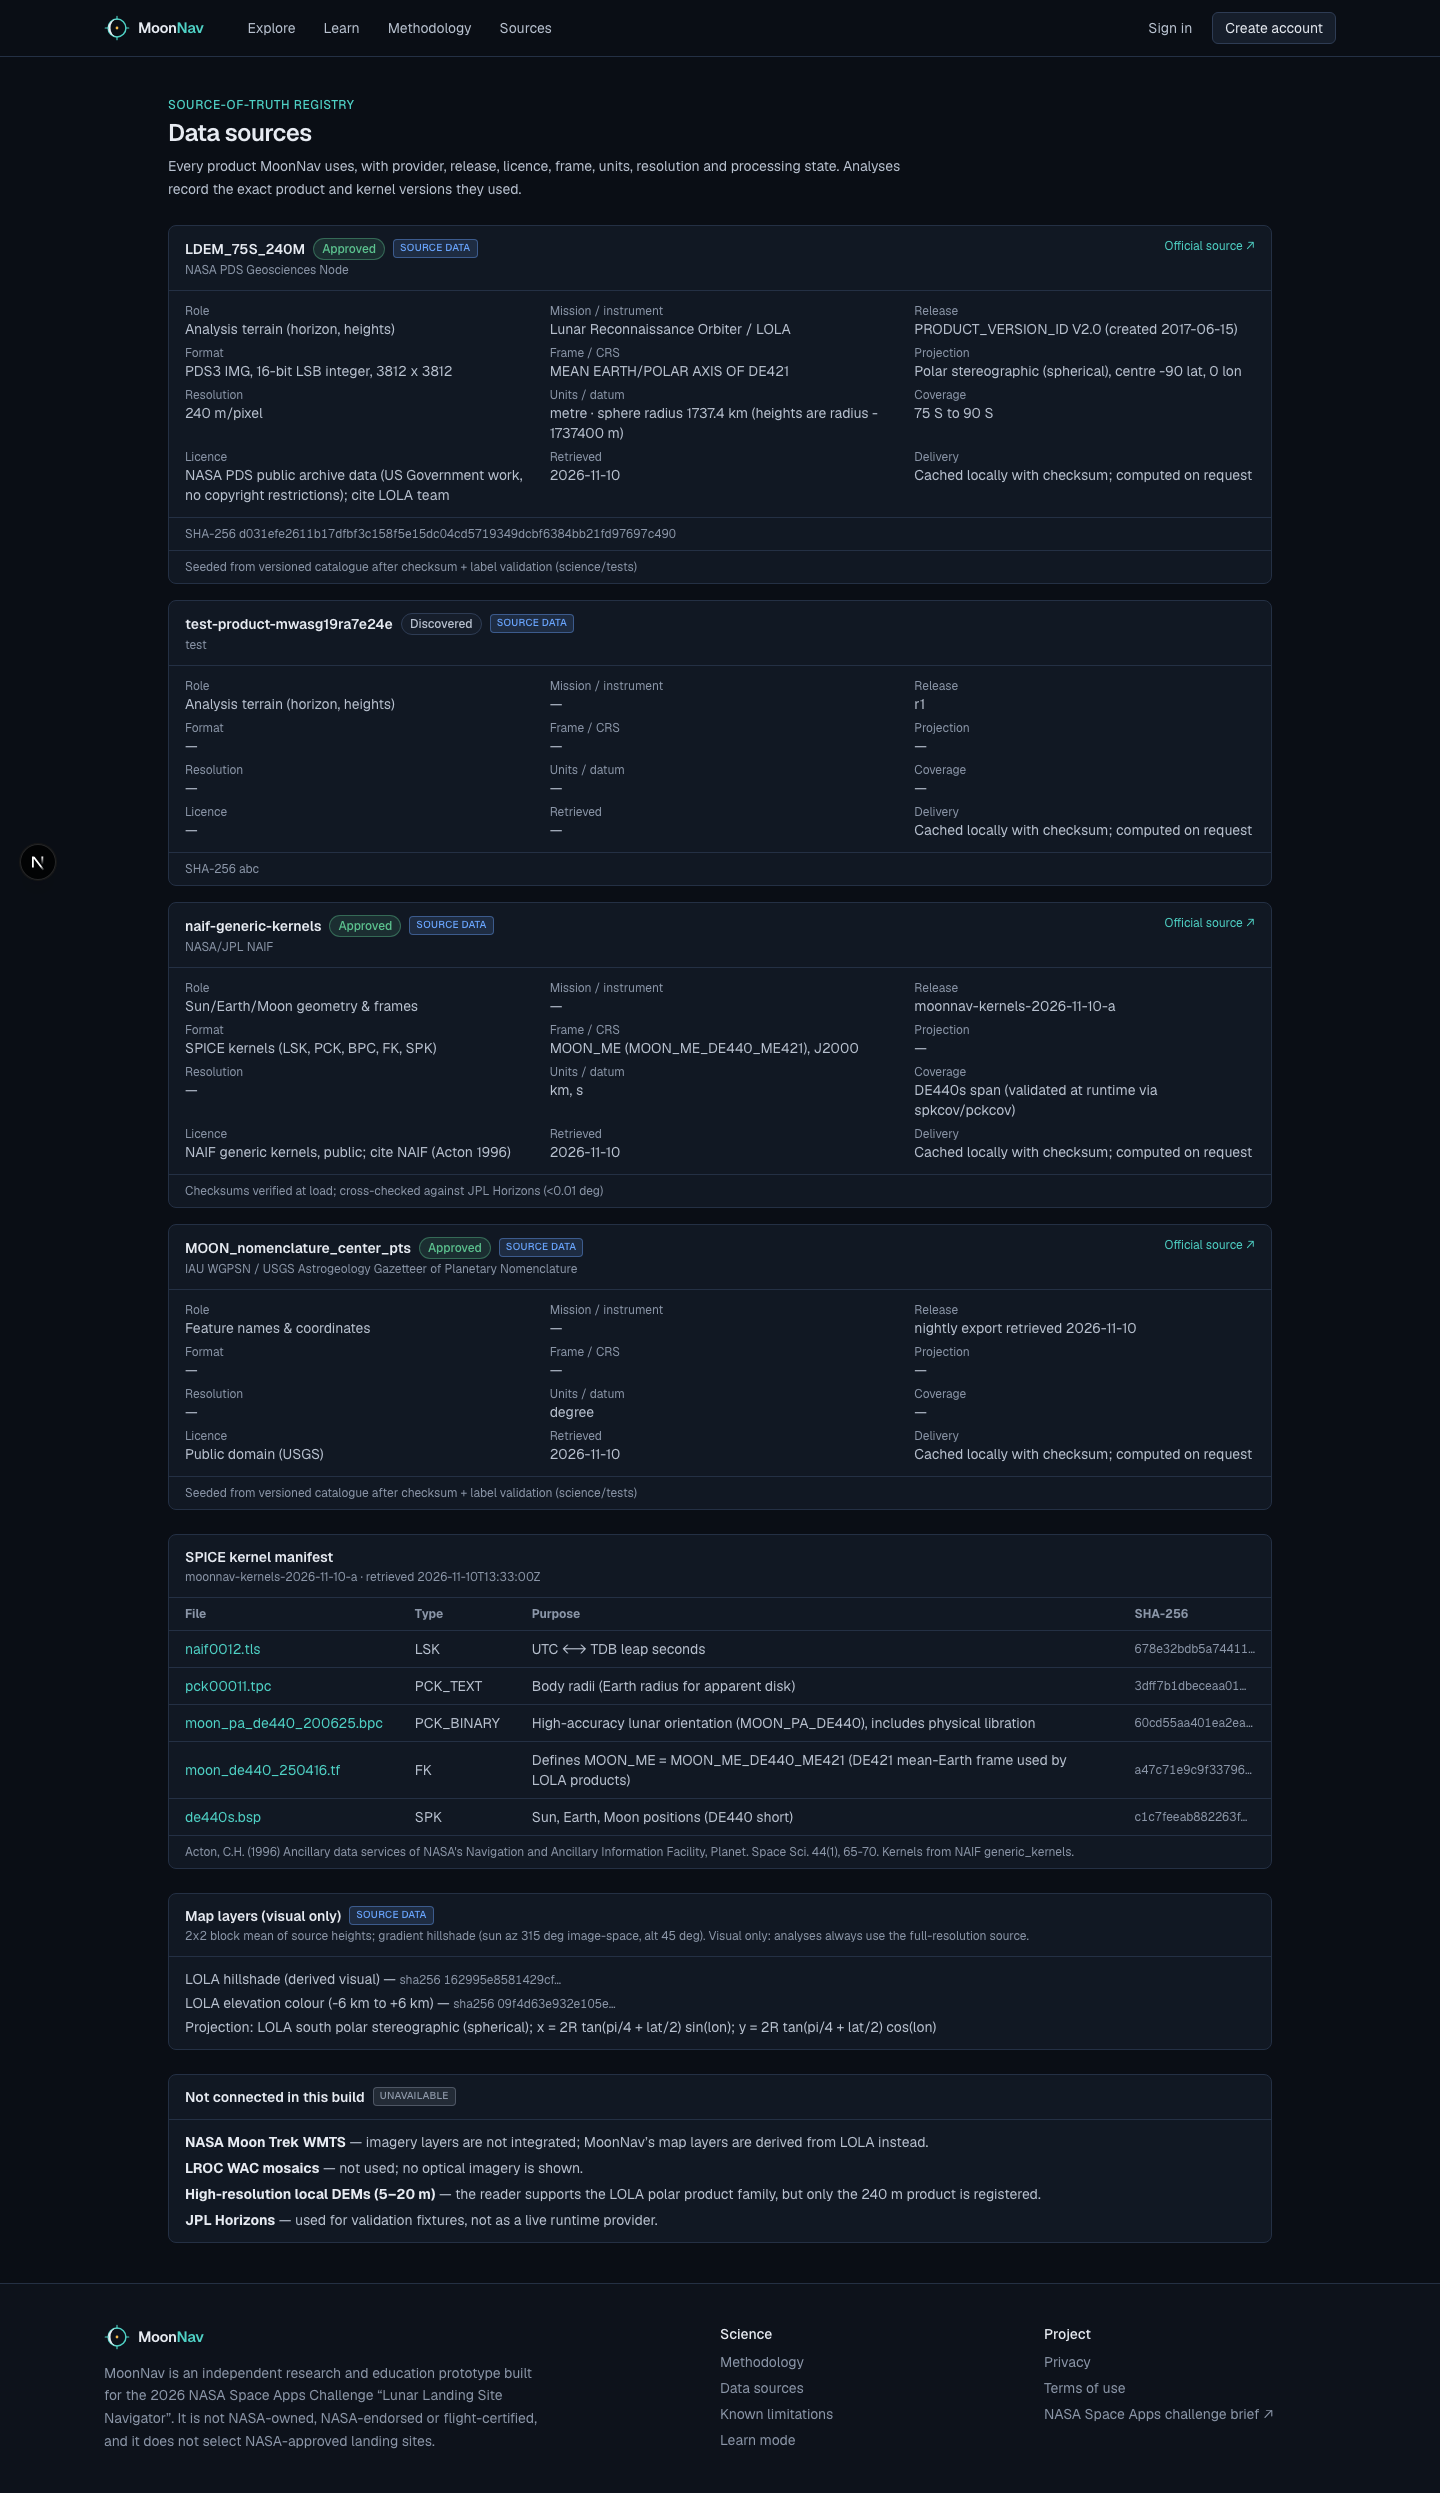 MoonNav
Explore
Learn
Methodology
Sources
Sign in
Create account
SOURCE-OF-TRUTH REGISTRY
Data sources
Every product MoonNav uses, with provider, release, licence, frame, units, resolution and processing state. Analyses
record the exact product and kernel versions they used.
LDEM_75S_240M Approved SOURCE DATA
Official source ↗
NASA PDS Geosciences Node
Role
Analysis terrain (horizon, heights)
Mission / instrument
Lunar Reconnaissance Orbiter / LOLA
Release
PRODUCT_VERSION_ID V2.0 (created 2017-06-15)
Format
PDS3 IMG, 16-bit LSB integer, 3812 x 3812
Frame / CRS
MEAN EARTH/POLAR AXIS OF DE421
Projection
Polar stereographic (spherical), centre -90 lat, 0 lon
Resolution
240 m/pixel
Units / datum
metre · sphere radius 1737.4 km (heights are radius -
1737400 m)
Coverage
75 S to 90 S
Licence
NASA PDS public archive data (US Government work,
no copyright restrictions); cite LOLA team
Retrieved
2026-11-10
Delivery
Cached locally with checksum; computed on request
SHA-256 d031efe2611b17dfbf3c158f5e15dc04cd5719349dcbf6384bb21fd97697c490
Seeded from versioned catalogue after checksum + label validation (science/tests)
test-product-mwasg19ra7e24e Discovered SOURCE DATA
test
Role
Analysis terrain (horizon, heights)
Mission / instrument
—
Release
r1
Format
—
Frame / CRS
—
Projection
—
Resolution
—
Units / datum
—
Coverage
—
Licence
—
Retrieved
—
Delivery
Cached locally with checksum; computed on request
SHA-256 abc
N
naif-generic-kernels Approved SOURCE DATA
Official source ↗
NASA/JPL NAIF
Role
Sun/Earth/Moon geometry & frames
Mission / instrument
—
Release
moonnav-kernels-2026-11-10-a
Format
SPICE kernels (LSK, PCK, BPC, FK, SPK)
Frame / CRS
MOON_ME (MOON_ME_DE440_ME421), J2000
Projection
—
Resolution
—
Units / datum
km, s
Coverage
DE440s span (validated at runtime via
spkcov/pckcov)
Licence
NAIF generic kernels, public; cite NAIF (Acton 1996)
Retrieved
2026-11-10
Delivery
Cached locally with checksum; computed on request
Checksums verified at load; cross-checked against JPL Horizons (<0.01 deg)
MOON_nomenclature_center_pts Approved SOURCE DATA
Official source ↗
IAU WGPSN / USGS Astrogeology Gazetteer of Planetary Nomenclature
Role
Feature names & coordinates
Mission / instrument
—
Release
nightly export retrieved 2026-11-10
Format
—
Frame / CRS
—
Projection
—
Resolution
—
Units / datum
degree
Coverage
—
Licence
Public domain (USGS)
Retrieved
2026-11-10
Delivery
Cached locally with checksum; computed on request
Seeded from versioned catalogue after checksum + label validation (science/tests)
SPICE kernel manifest
moonnav-kernels-2026-11-10-a · retrieved 2026-11-10T13:33:00Z
File Type Purpose SHA-256
naif0012.tls LSK UTC <--> TDB leap seconds 678e32bdb5a74411…
pck00011.tpc PCK_TEXT Body radii (Earth radius for apparent disk) 3dff7b1dbeceaa01…
moon_pa_de440_200625.bpc PCK_BINARY High-accuracy lunar orientation (MOON_PA_DE440), includes physical libration 60cd55aa401ea2ea…
moon_de440_250416.tf FK Defines MOON_ME = MOON_ME_DE440_ME421 (DE421 mean-Earth frame used by
LOLA products) a47c71e9c9f33796…
de440s.bsp SPK Sun, Earth, Moon positions (DE440 short) c1c7feeab882263f…
Acton, C.H. (1996) Ancillary data services of NASA's Navigation and Ancillary Information Facility, Planet. Space Sci. 44(1), 65-70. Kernels from NAIF generic_kernels.
Map layers (visual only) SOURCE DATA
2x2 block mean of source heights; gradient hillshade (sun az 315 deg image-space, alt 45 deg). Visual only: analyses always use the full-resolution source.
LOLA hillshade (derived visual) — sha256 162995e8581429cf…
LOLA elevation colour (-6 km to +6 km) — sha256 09f4d63e932e105e…
Projection: LOLA south polar stereographic (spherical); x = 2R tan(pi/4 + lat/2) sin(lon); y = 2R tan(pi/4 + lat/2) cos(lon)
Not connected in this build UNAVAILABLE
NASA Moon Trek WMTS — imagery layers are not integrated; MoonNav's map layers are derived from LOLA instead.
LROC WAC mosaics — not used; no optical imagery is shown.
High-resolution local DEMs (5–20 m) — the reader supports the LOLA polar product family, but only the 240 m product is registered.
JPL Horizons — used for validation fixtures, not as a live runtime provider.
MoonNav
MoonNav is an independent research and education prototype built
for the 2026 NASA Space Apps Challenge “Lunar Landing Site
Navigator”. It is not NASA-owned, NASA-endorsed or flight-certified,
and it does not select NASA-approved landing sites.
Science
Methodology
Data sources
Known limitations
Learn mode
Project
Privacy
Terms of use
NASA Space Apps challenge brief ↗